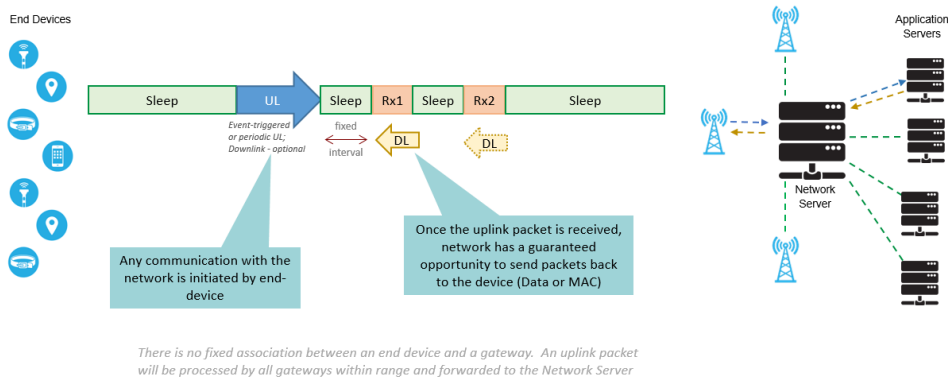 End Devices
Application
Servers
Sleep
UL
Sleep
Rx1
Sleep
Rx2
Sleep
Event-triggered
or periodic UL;
Downlink - optional
fixed
interval
DL
DL
Network
Server
Any communication with the
network is initiated by end-
device
Once the uplink packet is received,
network has a guaranteed
opportunity to send packets back
to the device (Data or MAC)
There is no fixed association between an end device and a gateway. An uplink packet
will be processed by all gateways within range and forwarded to the Network Server